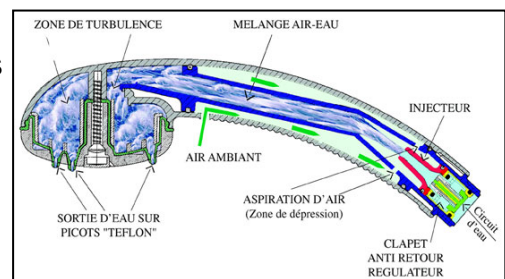 S
ZONE DE TURBULENCE
MELANGE AIR-EAU
INJECTEUR
AIR AMBIANT
ASPIRATION D'AIR
(Zone de dépression)
SORTIE D'EAU SUR
PICOTS "TEFLON"
Circuit
d'eau
CLAPET
ANTI RETOUR
REGULATEUR